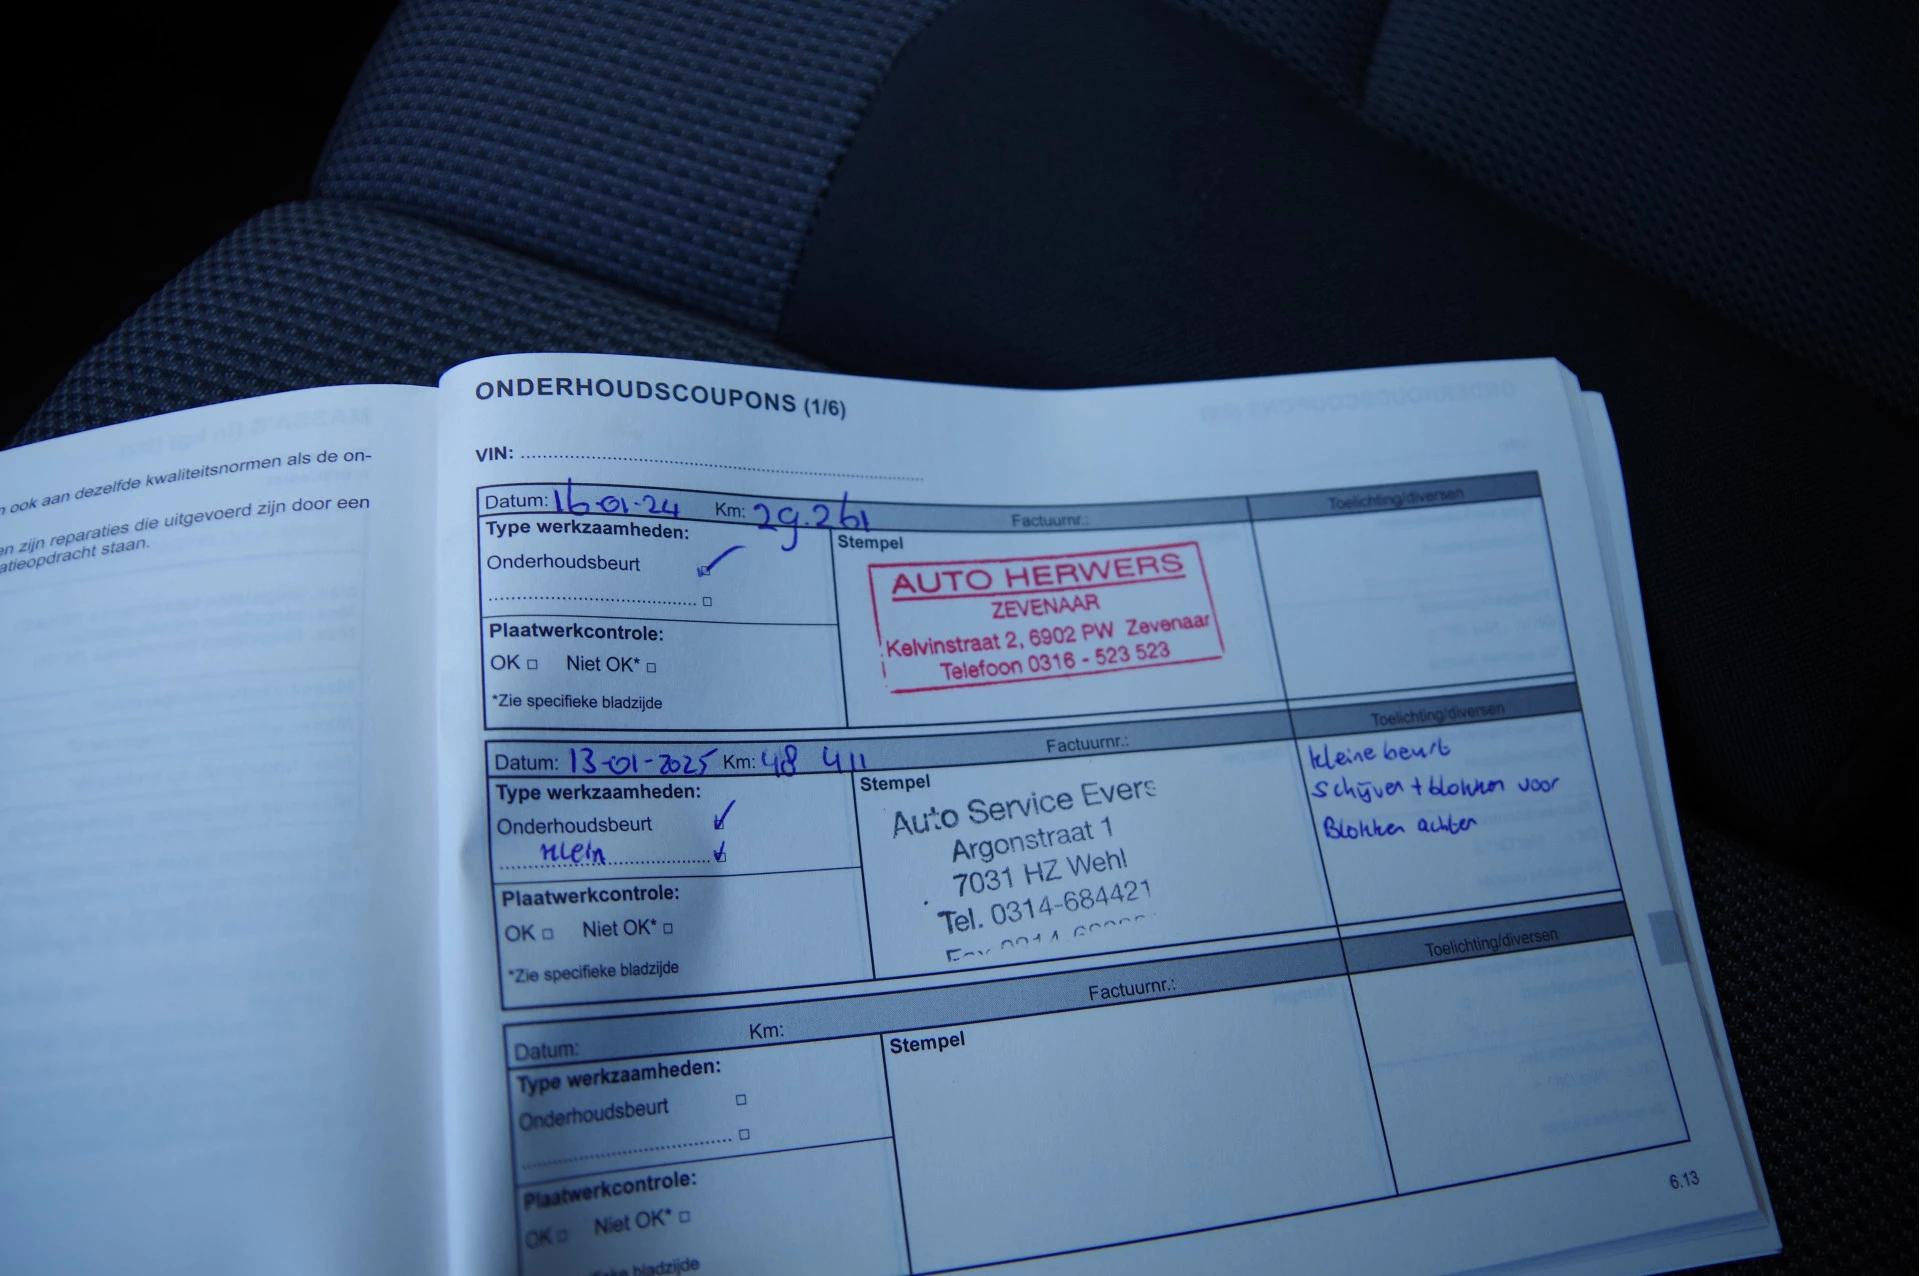 n ook aan dezelfde kwaliteitsnormen als de on-
en zijn reparaties die uitgevoerd zijn door een
atieopdracht staan.
ONDERHOUDSCOUPONS (1/6)
VIN:
Datum: 16-01-24 Km: 29.261 Factuurnr.: Toelichting/diversen
Type werkzaamheden:
Stempel
Onderhoudsbeurt
AUTO HERWERS
ZEVENAAR
Kelvinstraat 2, 6902 PW Zevenaar
Telefoon 0316 - 523 523
Plaatwerkcontrole:
OK Niet OK*
*Zie specifieke bladzijde
Datum: 13-01-2025 Km: 48 411 Factuurnr.: Toelichting/diversen
Type werkzaamheden:
Stempel
Onderhoudsbeurt
Klein
Auto Service Evers
Argonstraat 1
7031 HZ Wehl
Tel. 0314-684421
kleine beurt
Schijven + blokken voor
Blokken achter
Plaatwerkcontrole:
OK Niet OK*
*Zie specifieke bladzijde
Datum: Km: Factuurnr.: Toelichting/diversen
Type werkzaamheden:
Stempel
Onderhoudsbeurt
Plaatwerkcontrole:
OK Niet OK*
bladzijde
6.13